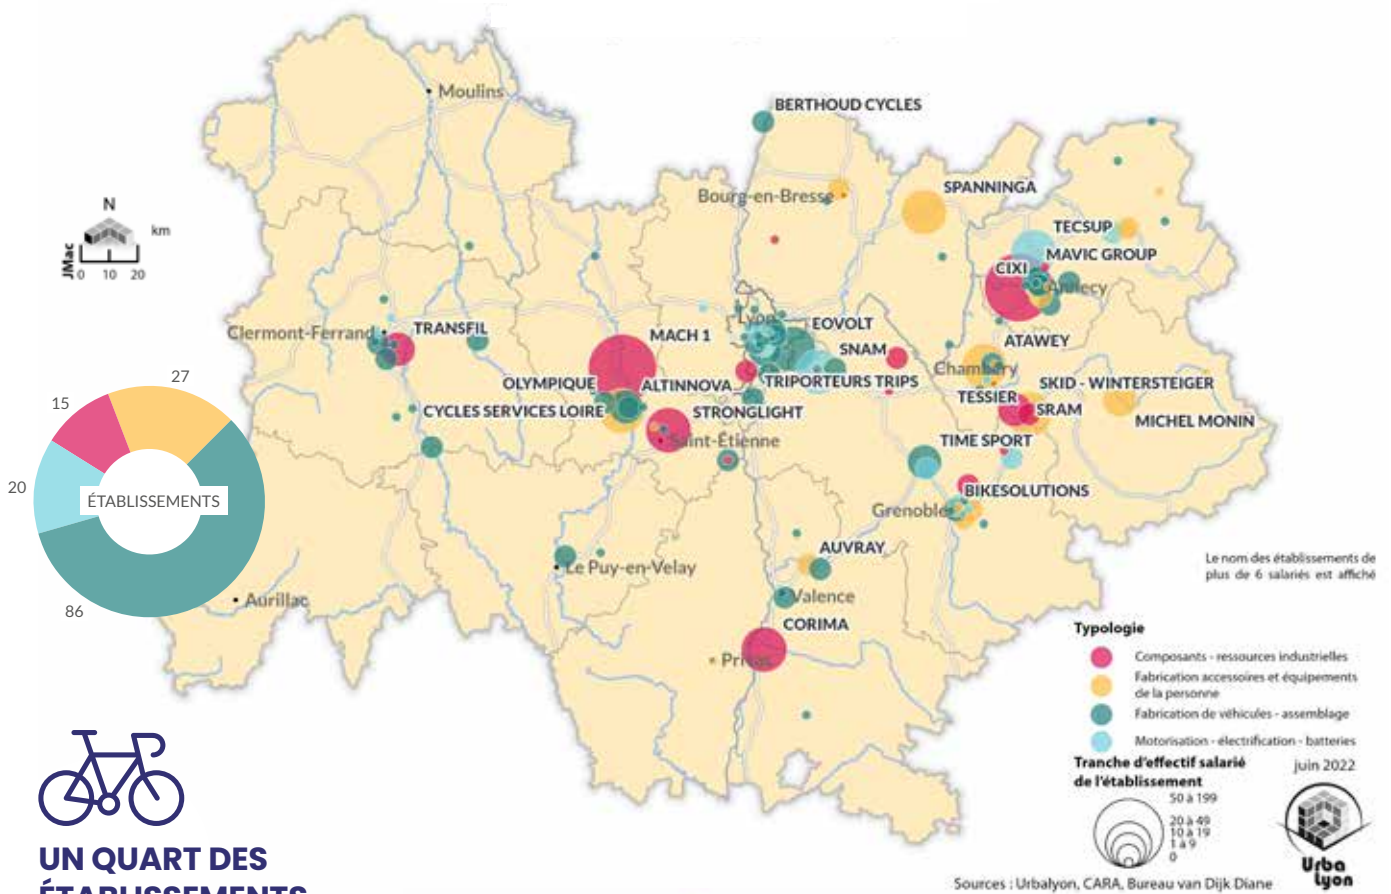 Moulins
BERTHOUD CYCLES
Bourg-en-Bresse
SPANNINGA
N
km
JMac
0 10 20
TECSUP
MAVIC GROUP
CIXI
Annecy
Lyon
EOVOLT
Clermont-Ferrand
TRANSFIL
MACH 1
SNAM
ATAWEY
Chambéry
OLYMPIQUE
ALTINNOVA
TRIPORTEURS TRIPS
SKID - WINTERSTEIGER
TESSIER
SRAM
CYCLES SERVICES LOIRE
STRONGLIGHT
MICHEL MONIN
Saint-Étienne
TIME SPORT
27
15
20
ÉTABLISSEMENTS
86
BIKESOLUTIONS
Grenoble
AUVRAY
Le Puy-en-Velay
Valence
Aurillac
CORIMA
Privas
Le nom des établissements de
plus de 6 salariés est affiché
Typologie
Composants - ressources industrielles
Fabrication accessoires et équipements
de la personne
Fabrication de véhicules - assemblage
Motorisation - électrification - batteries
Tranche d'effectif salarié
de l'établissement
juin 2022
50 à 199
20 à 49
10 à 19
1 à 9
0
Urba
Lyon
Sources : Urbalyon, CARA, Bureau van Dijk Diane
UN QUART DES
ÉTABLISSEMENTS